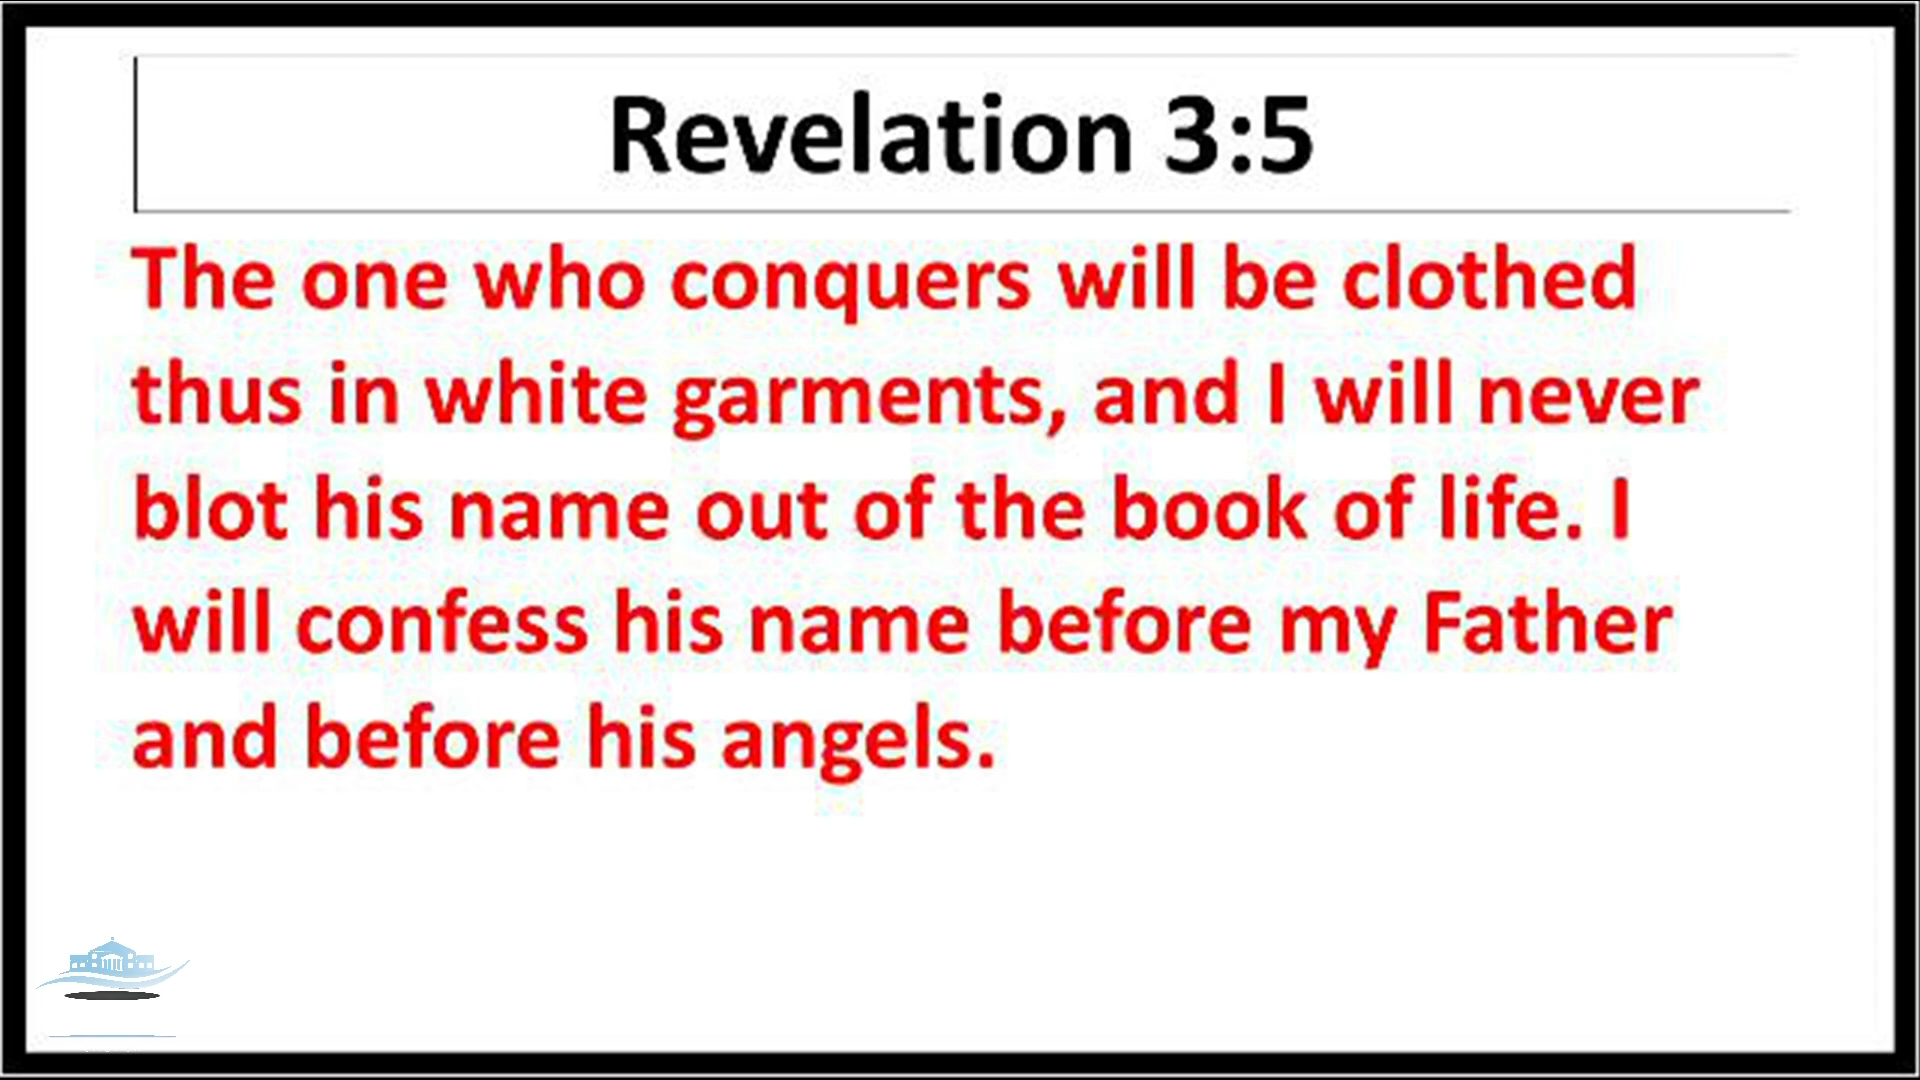 Revelation 3:5
The one who conquers will be clothed
thus in white garments, and I will never
blot his name out of the book of life. I
will confess his name before my Father
and before his angels.